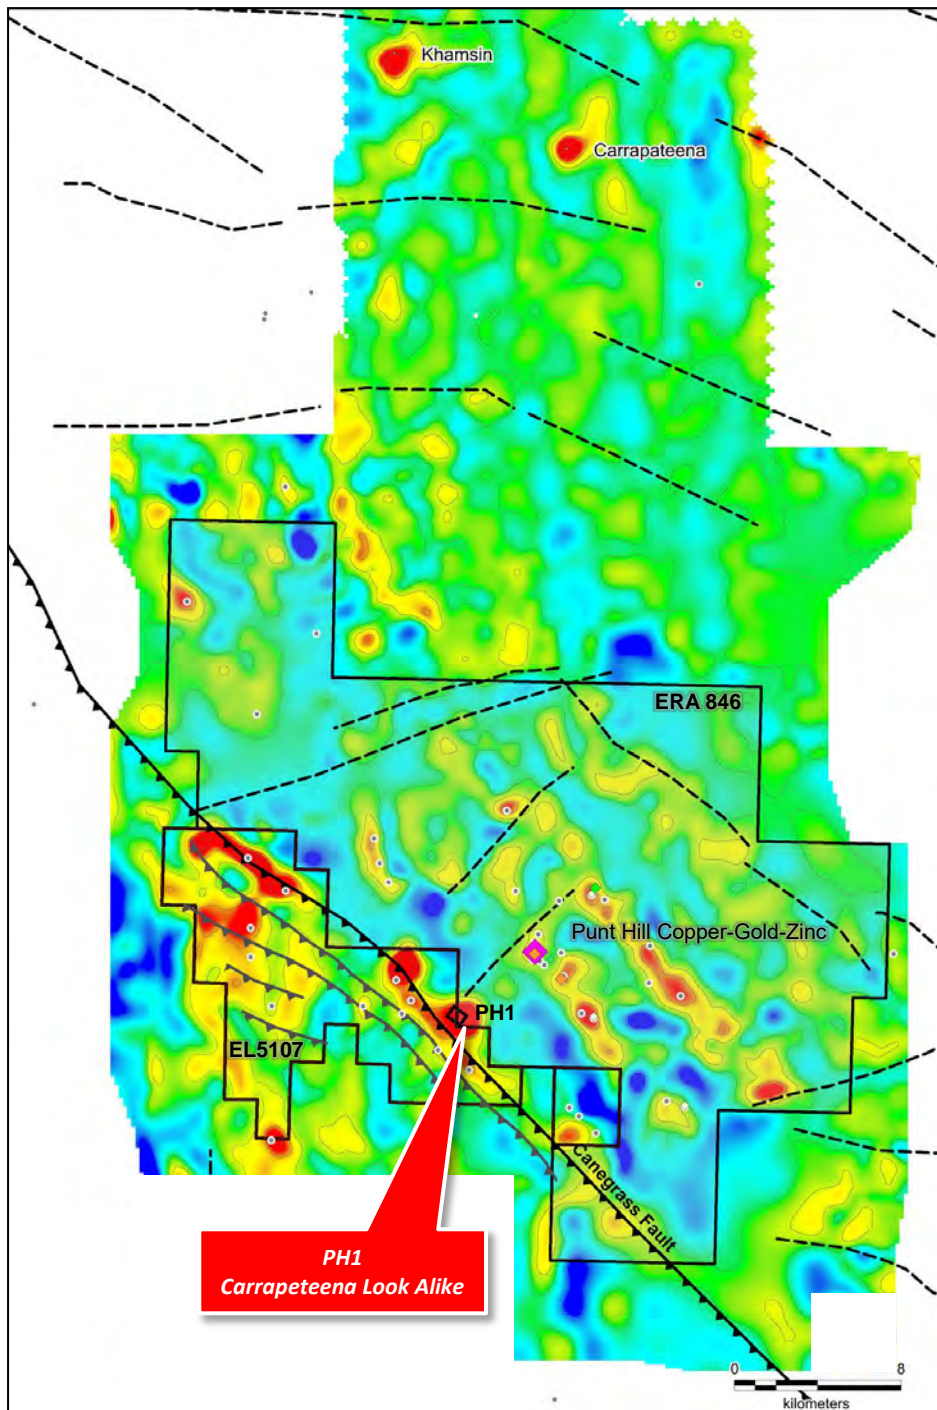 Khamsin
Carrapateena
ERA 846
Punt Hill Copper-Gold-Zinc
PH1
EL5107
Canegrass Fault
PH1
Carrapeteena Look Alike
0 8
kilometers